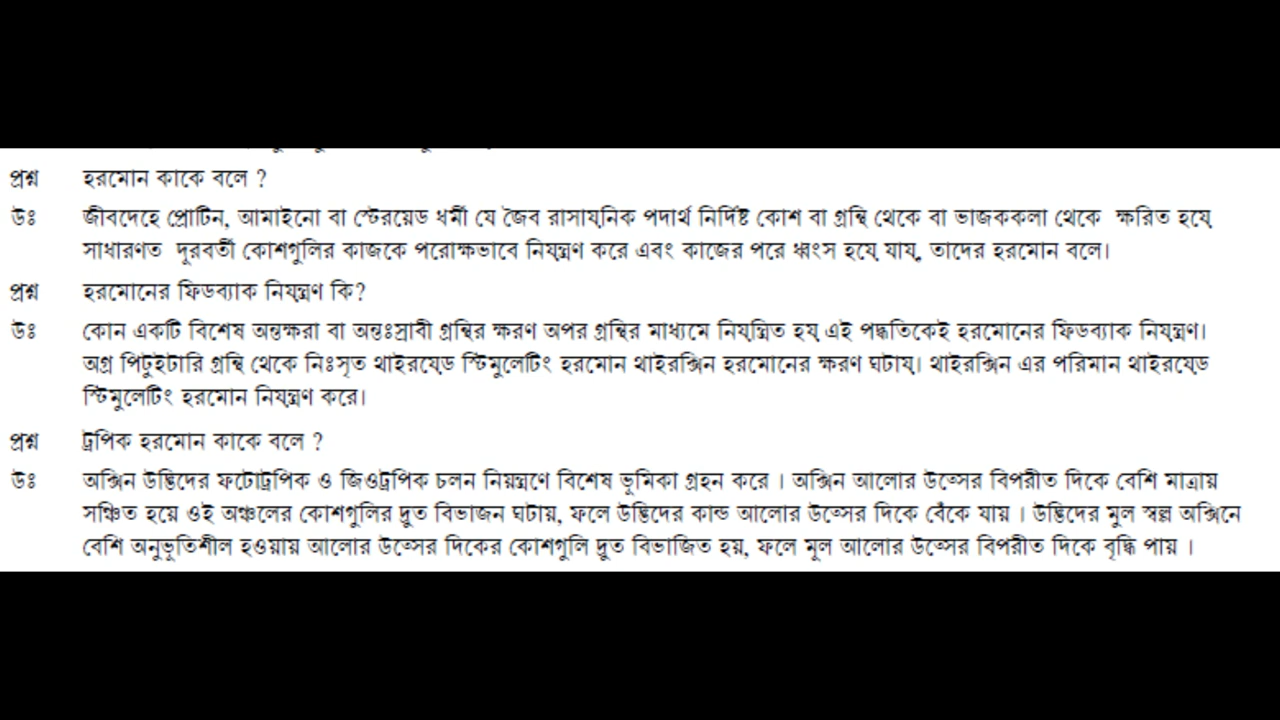 প্রশ্ন হরমোন কাকে বলে ?
উঃ জীবদেহে প্রোটিন, আমাইনো বা স্টেরয়েড ধর্মী যে জৈব রাসায়নিক পদার্থ নির্দিষ্ট কোশ বা গ্রন্থি থেকে বা ভাজককলা থেকে ক্ষরিত হয়ে
সাধারণত দুরবর্তী কোশগুলির কাজকে পরোক্ষভাবে নিয়ন্ত্রণ করে এবং কাজের পরে ধ্বংস হয়ে যায়, তাদের হরমোন বলে।
প্রশ্ন হরমোনের ফিডব্যাক নিয়ন্ত্রণ কি?
উঃ কোন একটি বিশেষ অন্তক্ষরা বা অন্তঃস্রাবী গ্রন্থির ক্ষরণ অপর গ্রন্থির মাধ্যমে নিয়ন্ত্রিত হয় এই পদ্ধতিকেই হরমোনের ফিডব্যাক নিয়ন্ত্রণ।
অগ্র পিটুইটারি গ্রন্থি থেকে নিঃসৃত থাইরয়েড স্টিমুলেটিং হরমোন থাইরক্সিন হরমোনের ক্ষরণ ঘটায়। থাইরক্সিন এর পরিমান থাইরয়েড
স্টিমুলেটিং হরমোন নিয়ন্ত্রণ করে।
প্রশ্ন ট্রপিক হরমোন কাকে বলে ?
উঃ অক্সিন উদ্ভিদের ফটোট্রপিক ও জিওট্রপিক চলন নিয়ন্ত্রণে বিশেষ ভূমিকা গ্রহন করে । অক্সিন আলোর উৎসের বিপরীত দিকে বেশি মাত্রায়
সঞ্চিত হয়ে ওই অঞ্চলের কোশগুলির দ্রুত বিভাজন ঘটায়, ফলে উদ্ভিদের কান্ড আলোর উৎসের দিকে বেঁকে যায় । উদ্ভিদের মুল স্বল্প অক্সিনে
বেশি অনুভূতিশীল হওয়ায় আলোর উৎসের দিকের কোশগুলি দ্রুত বিভাজিত হয়, ফলে মূল আলোর উৎসের বিপরীত দিকে বৃদ্ধি পায় ।